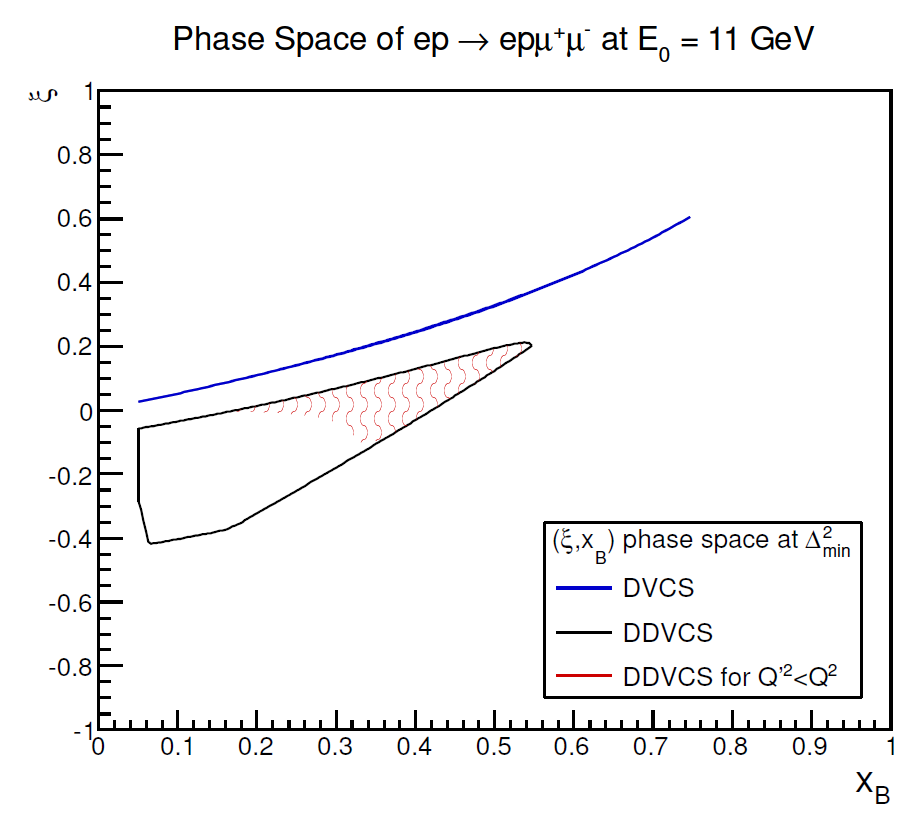 Phase Space of ep → epμ⁺μ⁻ at E₀ = 11 GeV
ξ
1
0.8
0.6
0.4
0.2
0
-0.2
-0.4
-0.6
-0.8
-1
(ξ,x_B) phase space at Δ²_min
DVCS
DDVCS
DDVCS for Q'²<Q²
0 0.1 0.2 0.3 0.4 0.5 0.6 0.7 0.8 0.9 1
x_B